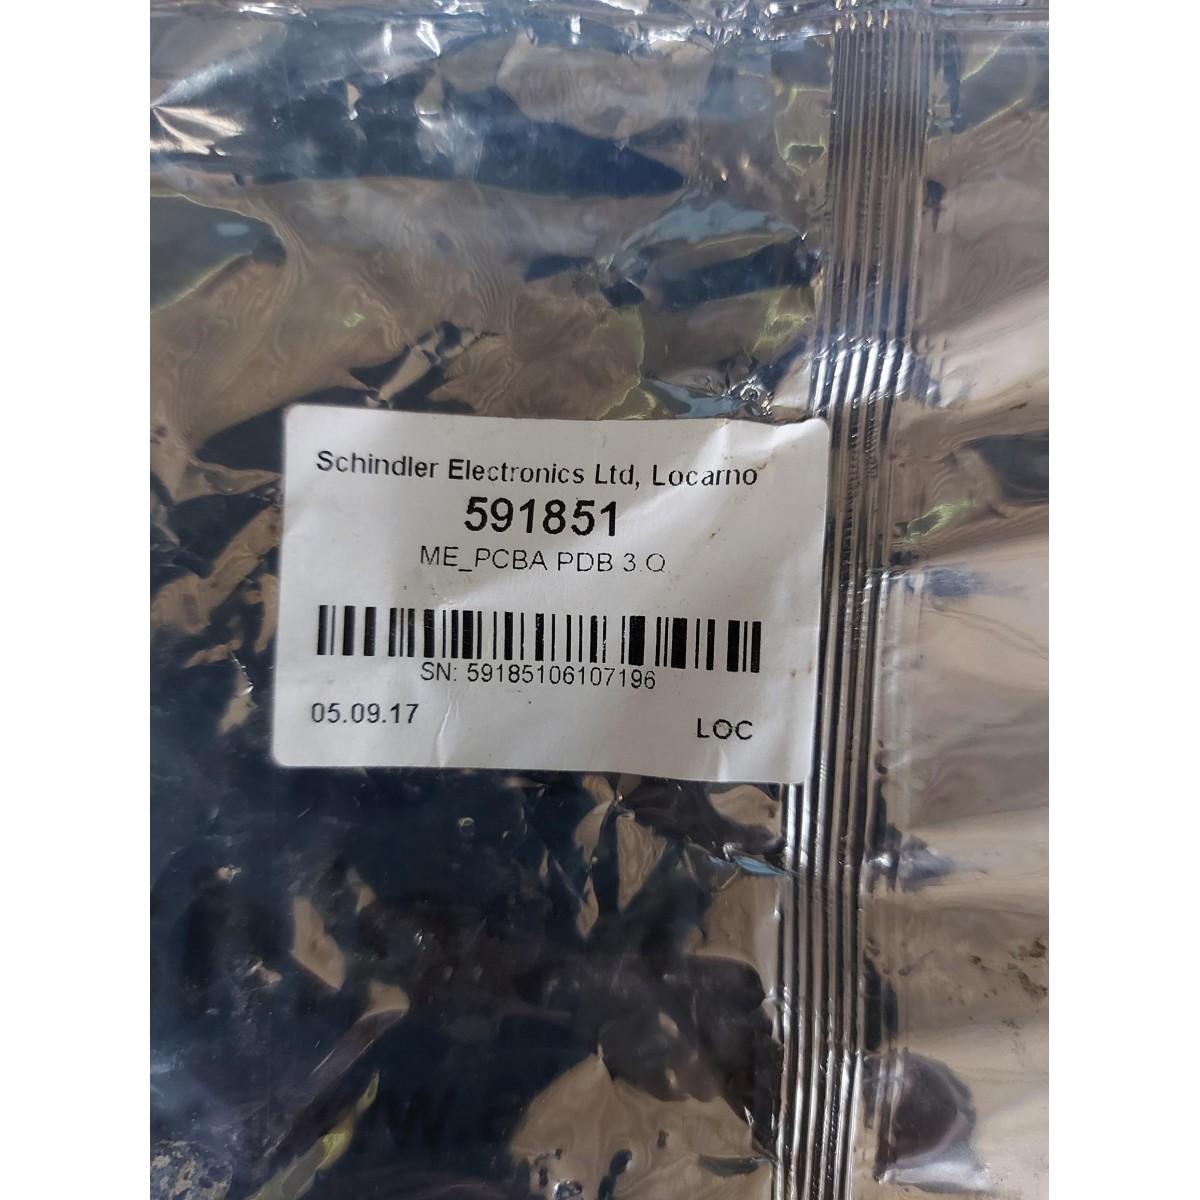 Schindler Electronics Ltd, Locarno
591851
ME_PCBA PDB 3.Q
SN: 59185106107196
05.09.17
LOC